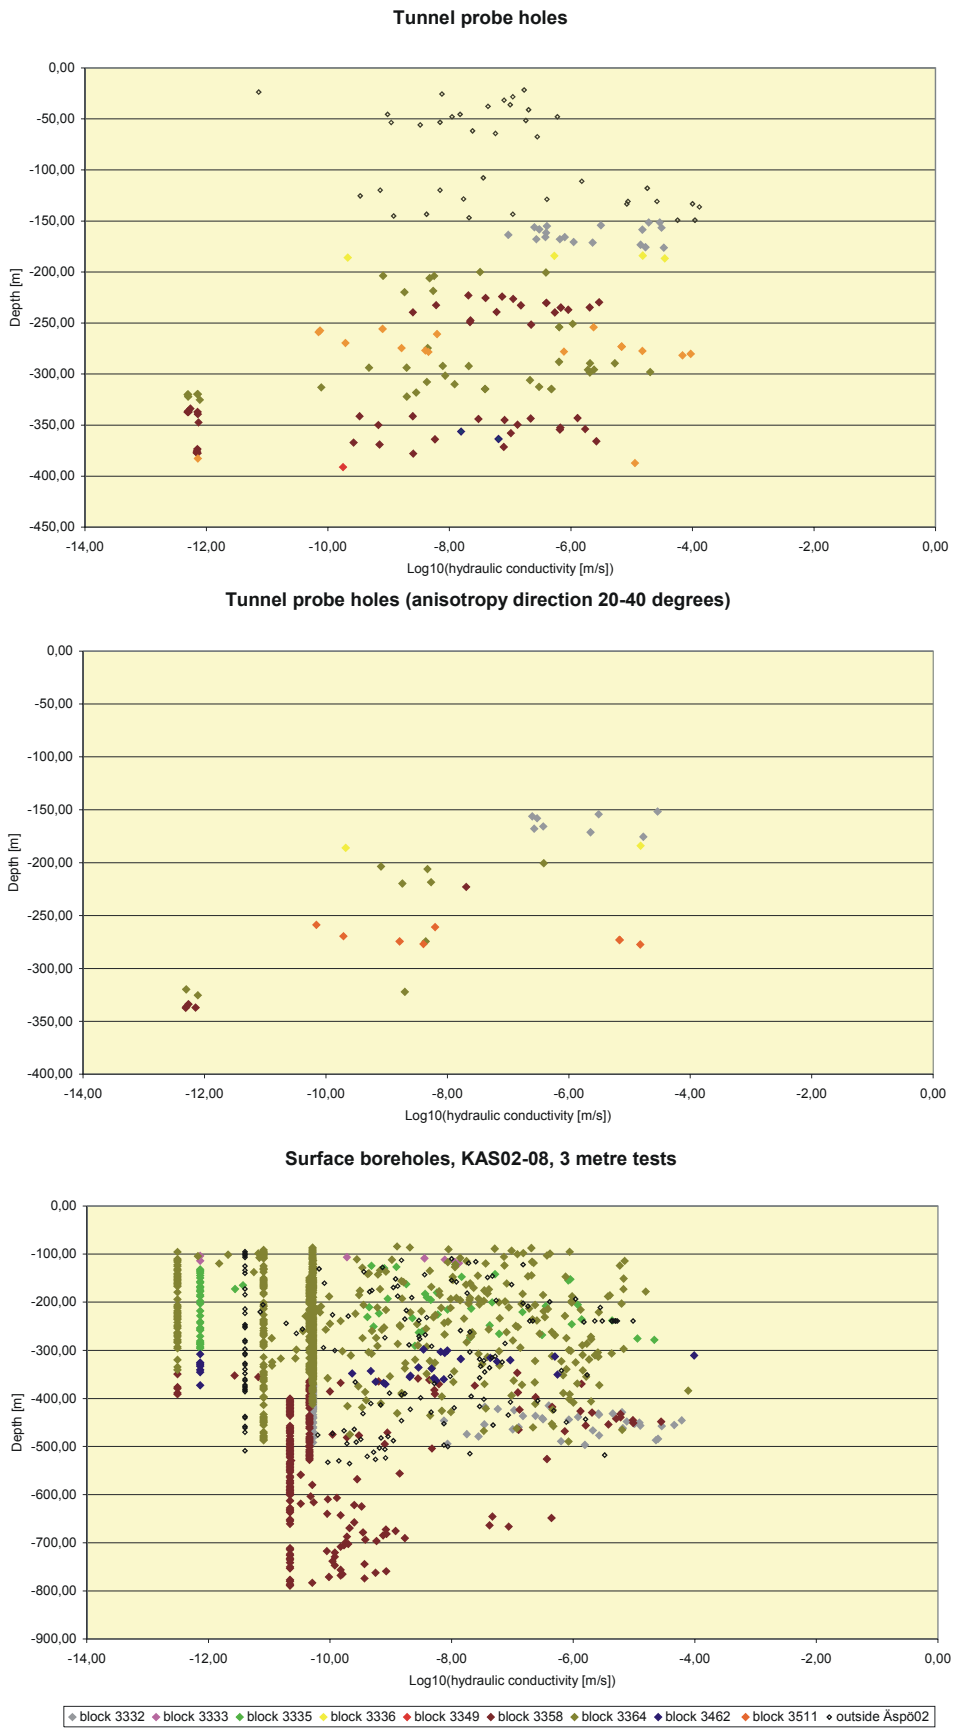 Tunnel probe holes
0,00
-50,00
-100,00
-150,00
-200,00
-250,00
-300,00
-350,00
-400,00
-450,00
Depth [m]
-14,00 -12,00 -10,00 -8,00 -6,00 -4,00 -2,00 0,00
Log10(hydraulic conductivity [m/s])
Tunnel probe holes (anisotropy direction 20-40 degrees)
0,00
-50,00
-100,00
-150,00
-200,00
-250,00
-300,00
-350,00
-400,00
Depth [m]
-14,00 -12,00 -10,00 -8,00 -6,00 -4,00 -2,00 0,00
Log10(hydraulic conductivity [m/s])
Surface boreholes, KAS02-08, 3 metre tests
0,00
-100,00
-200,00
-300,00
-400,00
-500,00
-600,00
-700,00
-800,00
-900,00
Depth [m]
-14,00 -12,00 -10,00 -8,00 -6,00 -4,00 -2,00 0,00
Log10(hydraulic conductivity [m/s])
block 3332 block 3333 block 3335 block 3336 block 3349 block 3358 block 3364 block 3462 block 3511 outside Äspö02